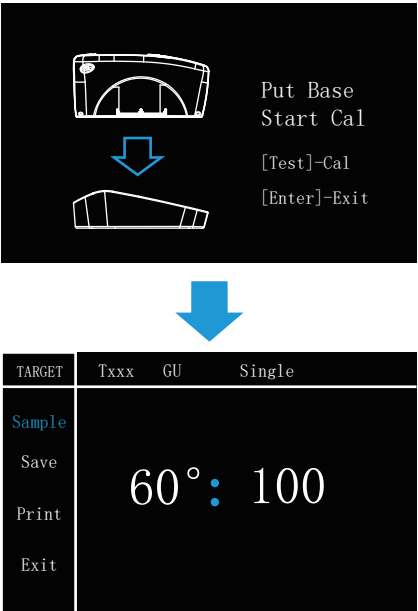 Put Base
Start Cal
[Test]-Cal
[Enter]-Exit
TARGET Txxx GU Single
Sample
Save
Print
Exit
60°: 100